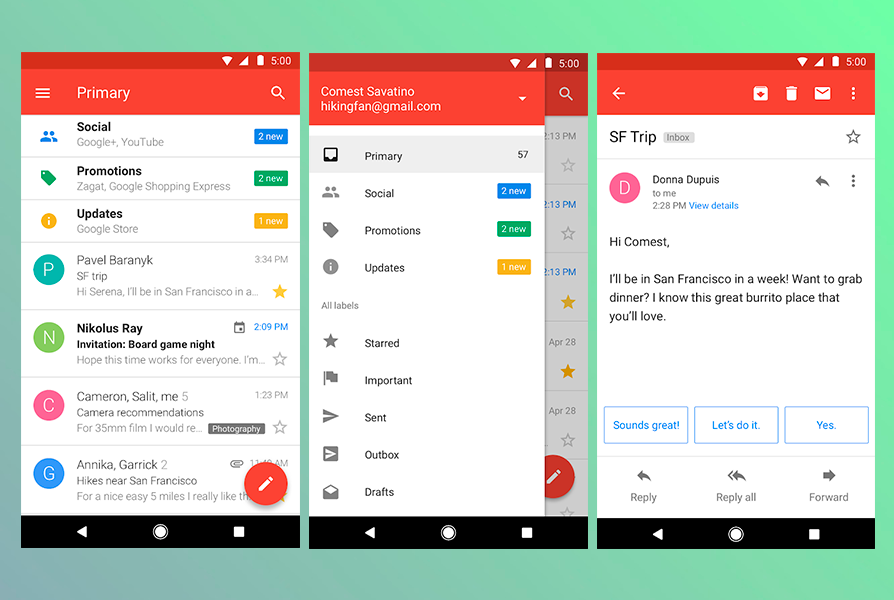 5:00
Primary
Social
Google+, YouTube
2 new
Promotions
Zagat, Google Shopping Express
2 new
Updates
Google Store
1 new
P
Pavel Baranyk
3:34 PM
SF trip
Hi Serena, I'll be in San Francisco in a...
N
Nikolus Ray
2:09 PM
Invitation: Board game night
Hope this time works for everyone. I'm...
C
Cameron, Salit, me 5
1:23 PM
Camera recommendations
For 35mm film I would re...
Photography
G
Annika, Garrick 2
AM
Hikes near San Francisco
For a nice easy 5 miles I really like th
5:00
Comest Savatino
hikingfan@gmail.com
Primary
57
Social
2 new
Promotions
2 new
Updates
1 new
All labels
Starred
Important
Sent
Outbox
Drafts
2:13 PM
2:13 PM
2:13 PM
Apr 28
Apr 28
5:00
SF Trip
Inbox
D
Donna Dupuis
to me
2:28 PM View details
Hi Comest,
I'll be in San Francisco in a week! Want to grab
dinner? I know this great burrito place that
you'll love.
Sounds great!
Let's do it.
Yes.
Reply
Reply all
Forward